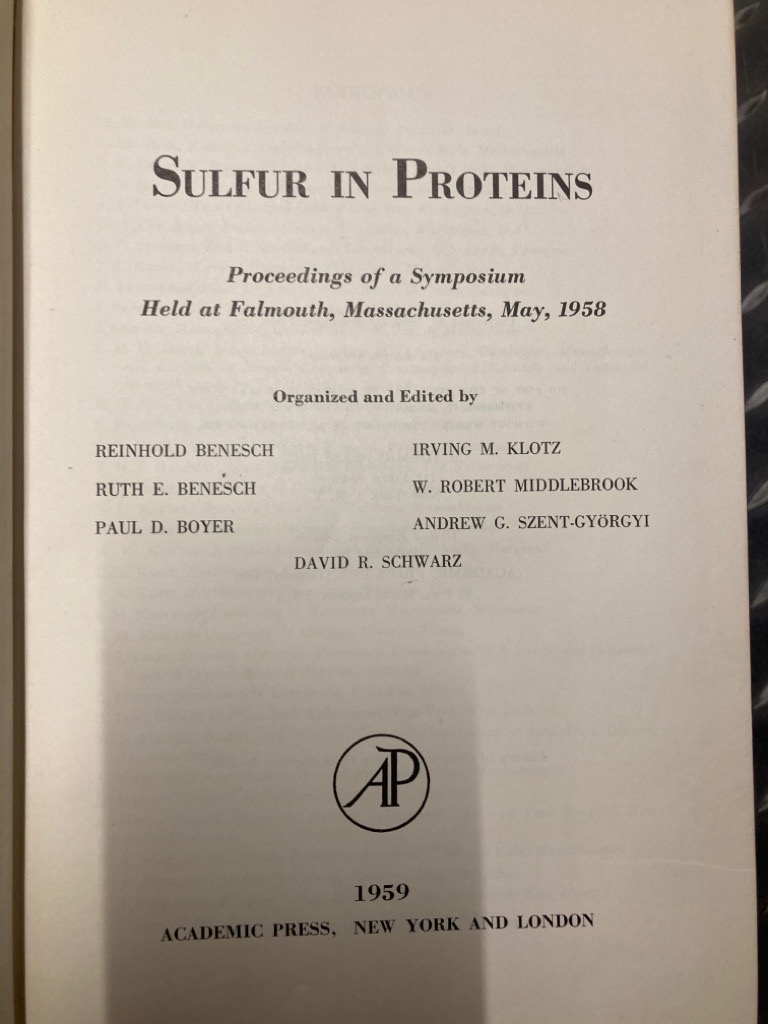 SULFUR IN PROTEINS
Proceedings of a Symposium
Held at Falmouth, Massachusetts, May, 1958
Organized and Edited by
REINHOLD BENESCH IRVING M. KLOTZ
RUTH E. BENESCH W. ROBERT MIDDLEBROOK
PAUL D. BOYER ANDREW G. SZENT-GYÖRGYI
DAVID R. SCHWARZ
AP
1959
ACADEMIC PRESS, NEW YORK AND LONDON